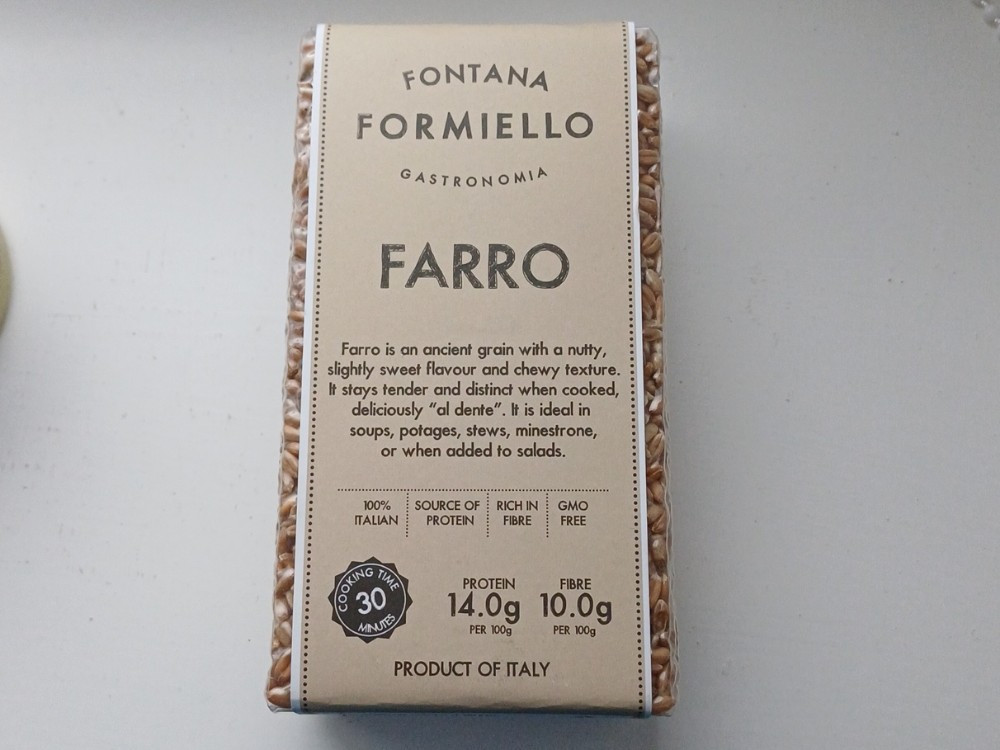 FONTANA
FORMIELLO
GASTRONOMIA
FARRO
Farro is an ancient grain with a nutty,
slightly sweet flavour and chewy texture.
It stays tender and distinct when cooked,
deliciously “al dente”. It is ideal in
soups, potages, stews, minestrone,
or when added to salads.
100%
ITALIAN
SOURCE OF
PROTEIN
RICH IN
FIBRE
GMO
FREE
COOKING TIME
30
MINUTES
PROTEIN
14.0g
PER 100g
FIBRE
10.0g
PER 100g
PRODUCT OF ITALY